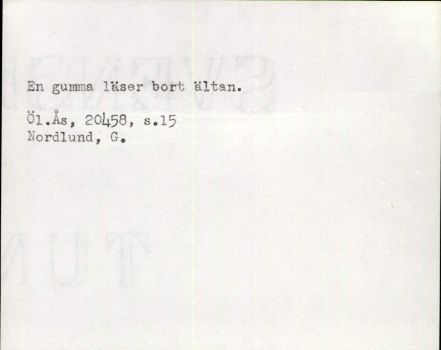 En gumma läser bort ältan.
Öl.Ås, 20458, s.15
Nordlund, G.